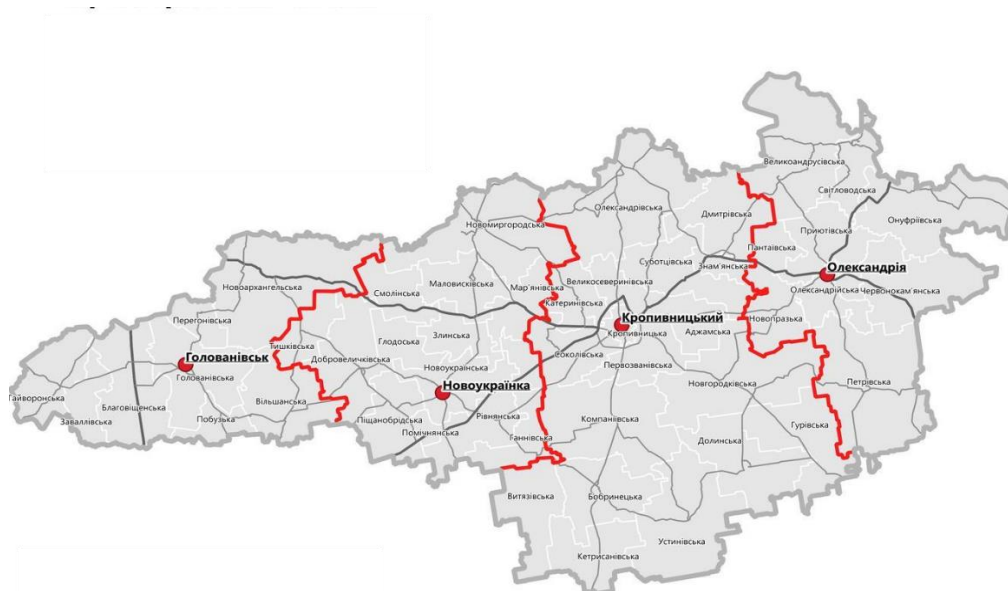 Великоандрусівська
Світловодська
Олександрівська
Дмитрівська
Онуфріївська
Новомиргородська
Приютівська
Пантаївська
Суботцівська
Знам'янська
Олександрія
Новоархангельська
Смолінська
Маловисківська
Мар'янівська
Великосеверинівська
Катеринівська
Олександрійська
Червонокам'янська
Перегонівська
Кропивницький
Новопразька
Тишківська
Глодоська
Злинська
Кропивницька
Аджамська
Голованівськ
Добровеличківська
Соколівська
Новоукраїнська
Первозванівська
Голованівська
Новоукраїнка
Новгородківська
Петрівська
Гайворонська
Благовіщенська
Вільшанська
Заваллівська
Побузька
Піщанобрідська
Рівнянська
Помічнянська
Компаніївська
Гурівська
Ганнівська
Долинська
Витязівська
Бобринецька
Устинівська
Кетрисанівська